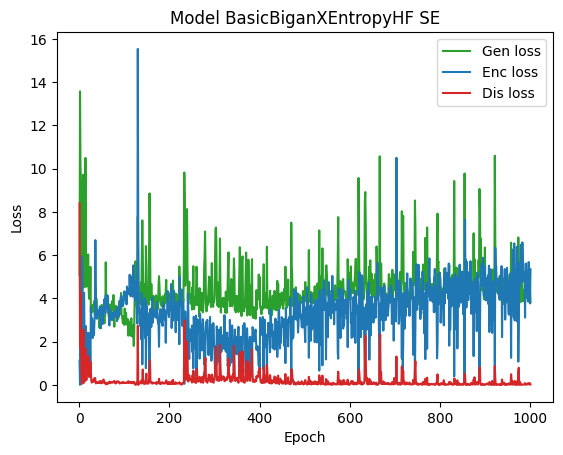 Model BasicBiganXEntropyHF SE
Gen loss
Enc loss
Dis loss
Loss
16
14
12
10
8
6
4
2
0
0 200 400 600 800 1000
Epoch